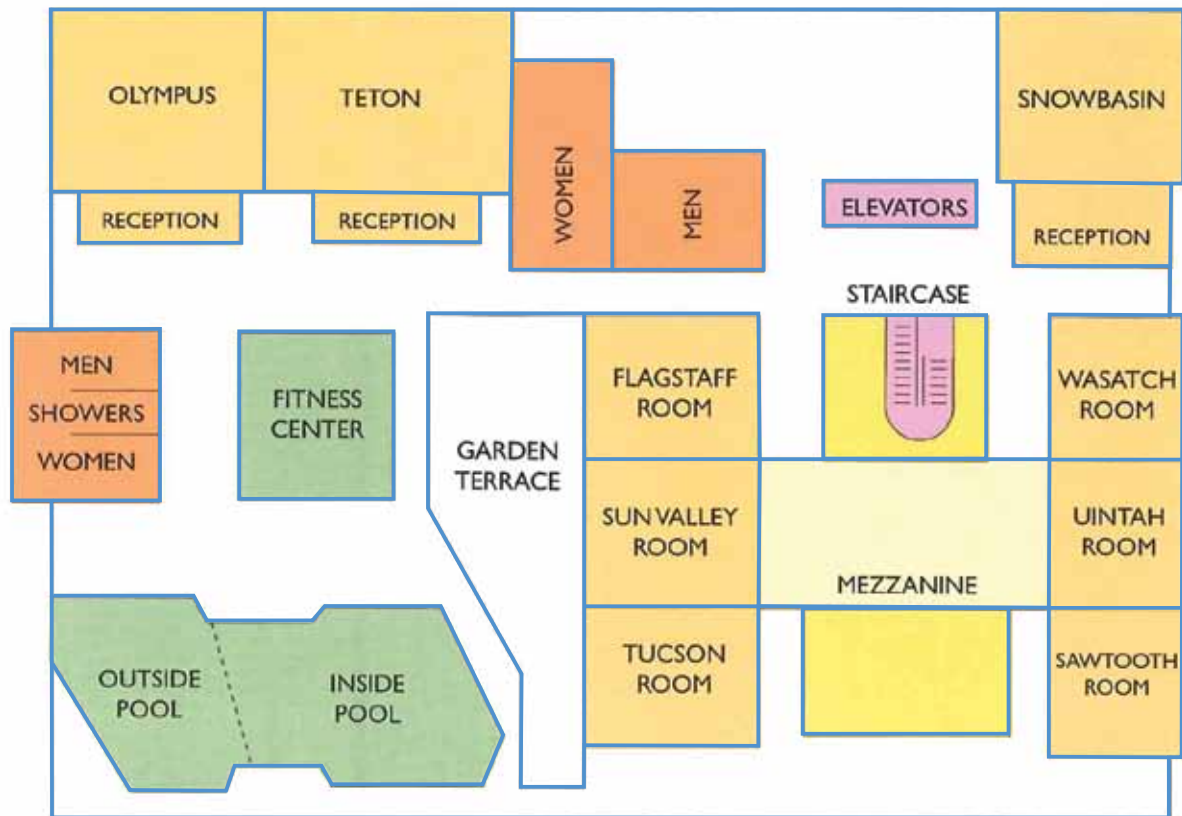 OLYMPUS
TETON
SNOWBASIN
WOMEN
MEN
ELEVATORS
RECEPTION
RECEPTION
RECEPTION
STAIRCASE
MEN
SHOWERS
WOMEN
FITNESS
CENTER
GARDEN
TERRACE
FLAGSTAFF
ROOM
WASATCH
ROOM
SUN VALLEY
ROOM
UINTAH
ROOM
MEZZANINE
OUTSIDE
POOL
INSIDE
POOL
TUCSON
ROOM
SAWTOOTH
ROOM